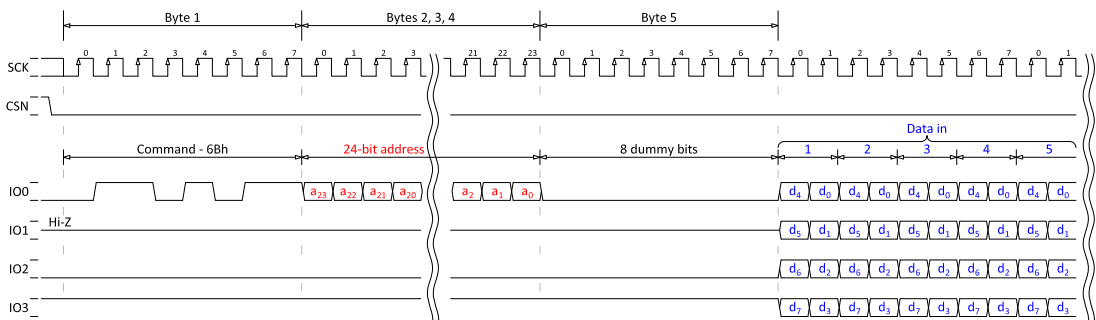 Byte 1 Bytes 2, 3, 4 Byte 5
0 1 2 3 4 5 6 7 0 1 2 3 21 22 23 0 1 2 3 4 5 6 7 0 1 2 3 4 5 6 7 0 1
SCK
CSN
Data in
Command - 6Bh 24-bit address 8 dummy bits 1 2 3 4 5
IO0 a23 a22 a21 a20 a2 a1 a0 d4 d0 d4 d0 d4 d0 d4 d0 d4 d0
Hi-Z
IO1 d5 d1 d5 d1 d5 d1 d5 d1 d5 d1
IO2 d6 d2 d6 d2 d6 d2 d6 d2 d6 d2
IO3 d7 d3 d7 d3 d7 d3 d7 d3 d7 d3